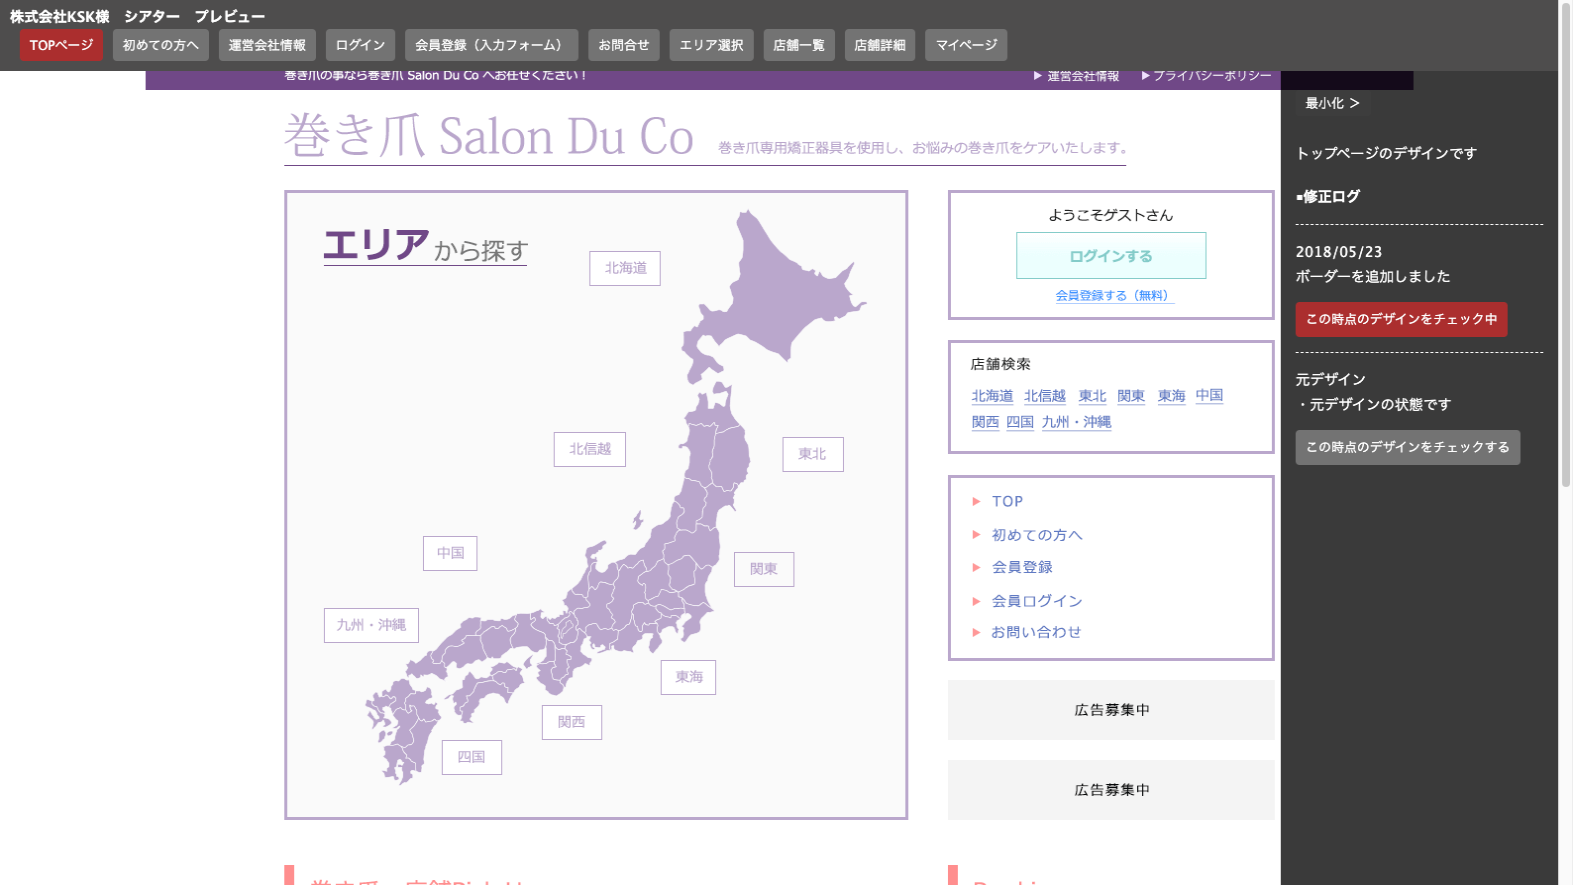 株式会社KSK様　シアター　プレビュー
TOPページ 初めての方へ 運営会社情報 ログイン 会員登録（入力フォーム） お問合せ エリア選択 店舗一覧 店舗詳細 マイページ
巻き爪の事なら巻き爪 Salon Du Co へお任せください！ ▶ 運営会社情報 ▶ プライバシーポリシー
最小化 ＞
巻き爪 Salon Du Co 巻き爪専用矯正器具を使用し、お悩みの巻き爪をケアいたします。
トップページのデザインです
■修正ログ
2018/05/23
ボーダーを追加しました
この時点のデザインをチェック中
元デザイン
・元デザインの状態です
この時点のデザインをチェックする
エリアから探す
北海道
北信越
東北
中国
関東
九州・沖縄
東海
関西
四国
ようこそゲストさん
ログインする
会員登録する（無料）
店舗検索
北海道 北信越 東北 関東 東海 中国
関西 四国 九州・沖縄
▶ TOP
▶ 初めての方へ
▶ 会員登録
▶ 会員ログイン
▶ お問い合わせ
広告募集中
広告募集中